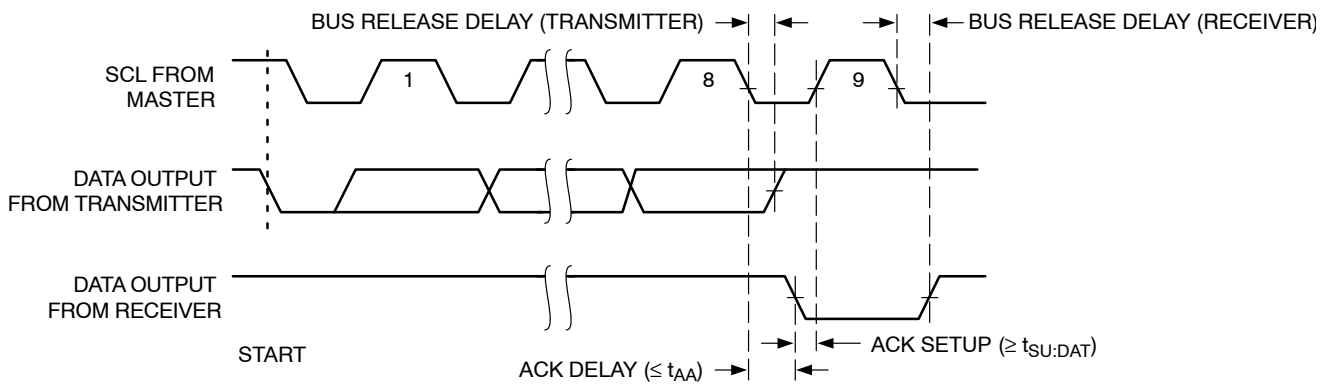 BUS RELEASE DELAY (TRANSMITTER)
BUS RELEASE DELAY (RECEIVER)
SCL FROM
MASTER
1
8
9
DATA OUTPUT
FROM TRANSMITTER
DATA OUTPUT
FROM RECEIVER
START
ACK SETUP (≥ tSU:DAT)
ACK DELAY (≤ tAA)